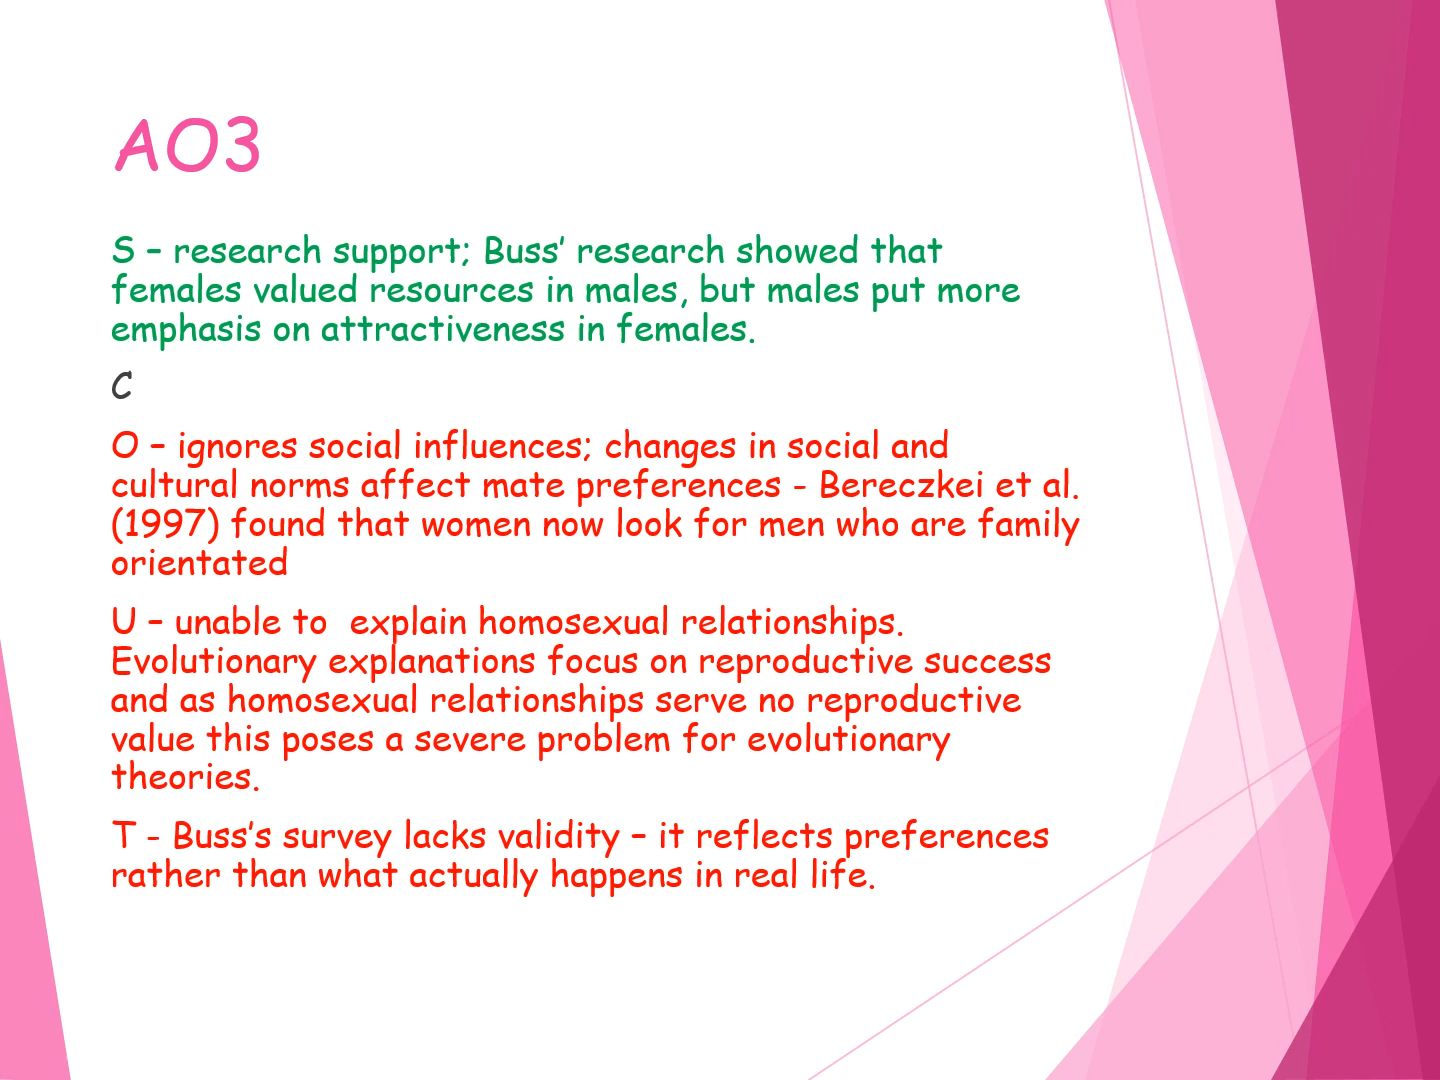 AO3
S – research support; Buss’ research showed that
females valued resources in males, but males put more
emphasis on attractiveness in females.
C
O – ignores social influences; changes in social and
cultural norms affect mate preferences - Bereczkei et al.
(1997) found that women now look for men who are family
orientated
U – unable to  explain homosexual relationships.
Evolutionary explanations focus on reproductive success
and as homosexual relationships serve no reproductive
value this poses a severe problem for evolutionary
theories.
T - Buss’s survey lacks validity – it reflects preferences
rather than what actually happens in real life.